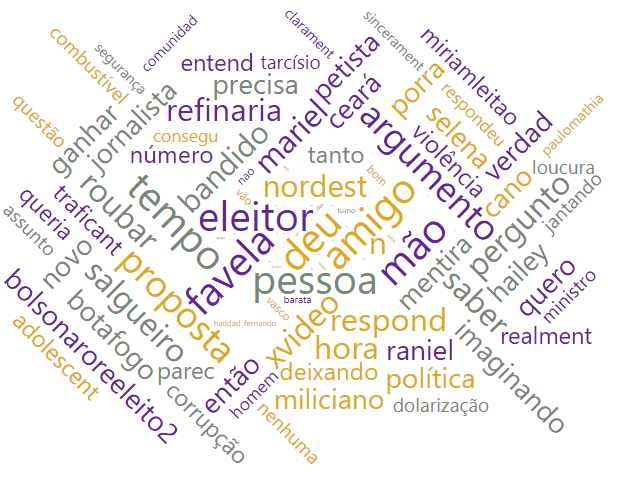 clarament
sincerament
comunidad
segurança
combustível
entend
tarcísio
petista
miriamleitao
precisa
ceará
porra
respondeu
paulomathia
questão
ganhar
jornalista
refinaria
mariel
argumento
selena
violência
verdad
consegu
número
bandido
tanto
loucura
roubar
tempo
nao
vão
bom
nordest
cano
pergunto
jantando
queria
traficant
assunto
novo
eleitor
deu
amigo
n
mão
mentira
hailey
favela
pessoa
saber
quero
ministro
salgueiro
proposta
barata
vasco
turno
haddad_fernando
xvideo
respond
realment
bolsonaroreeleito2
botafogo
hora
raniel
imaginando
adolescent
parec
então
deixando
política
corrupção
homem
miliciano
dolarização
nenhuma